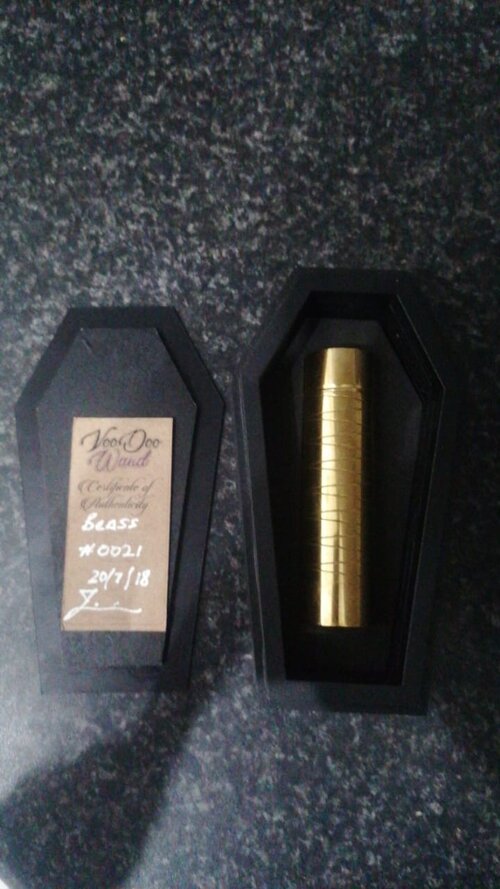 VooDoo
Wand
Certificate of
Authenticity
BRASS
#0021
20/7/18